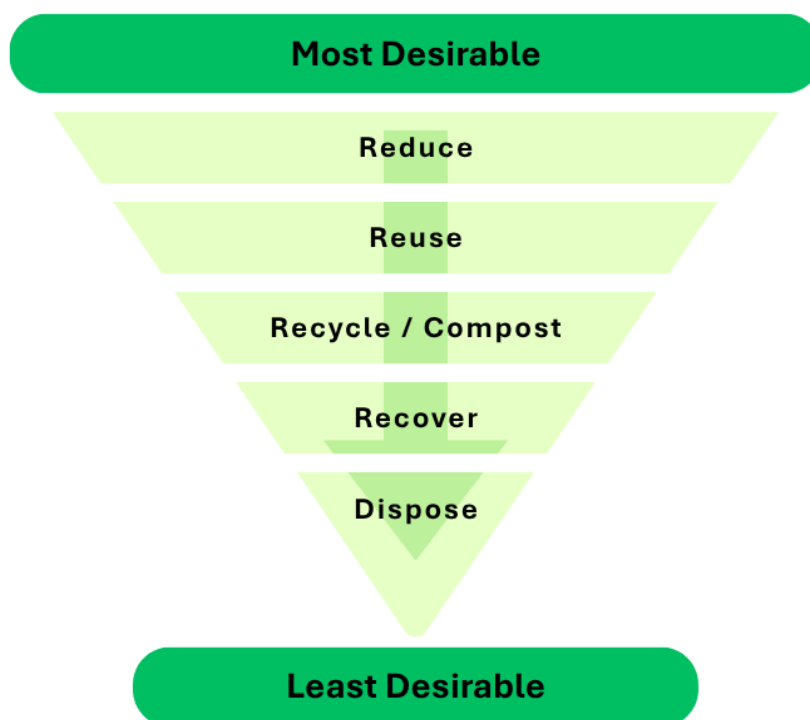 Most Desirable
Reduce
Reuse
Recycle / Compost
Recover
Dispose
Least Desirable